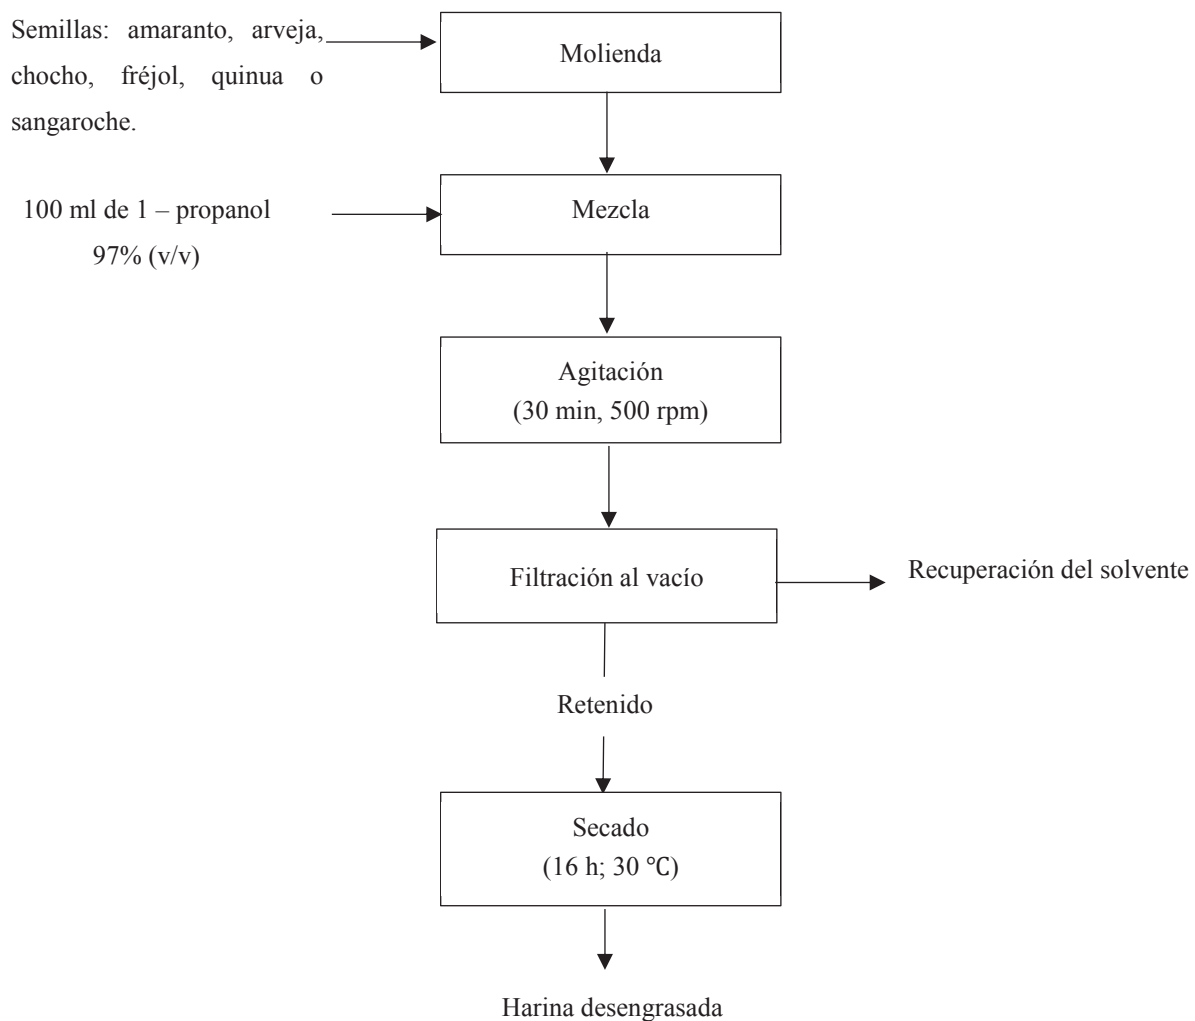 Semillas: amaranto, arveja,
chocho, fréjol, quinua o
sangaroche.
Molienda
100 ml de 1 – propanol
97% (v/v)
Mezcla
Agitación
(30 min, 500 rpm)
Filtración al vacío
Recuperación del solvente
Retenido
Secado
(16 h; 30 °C)
Harina desengrasada